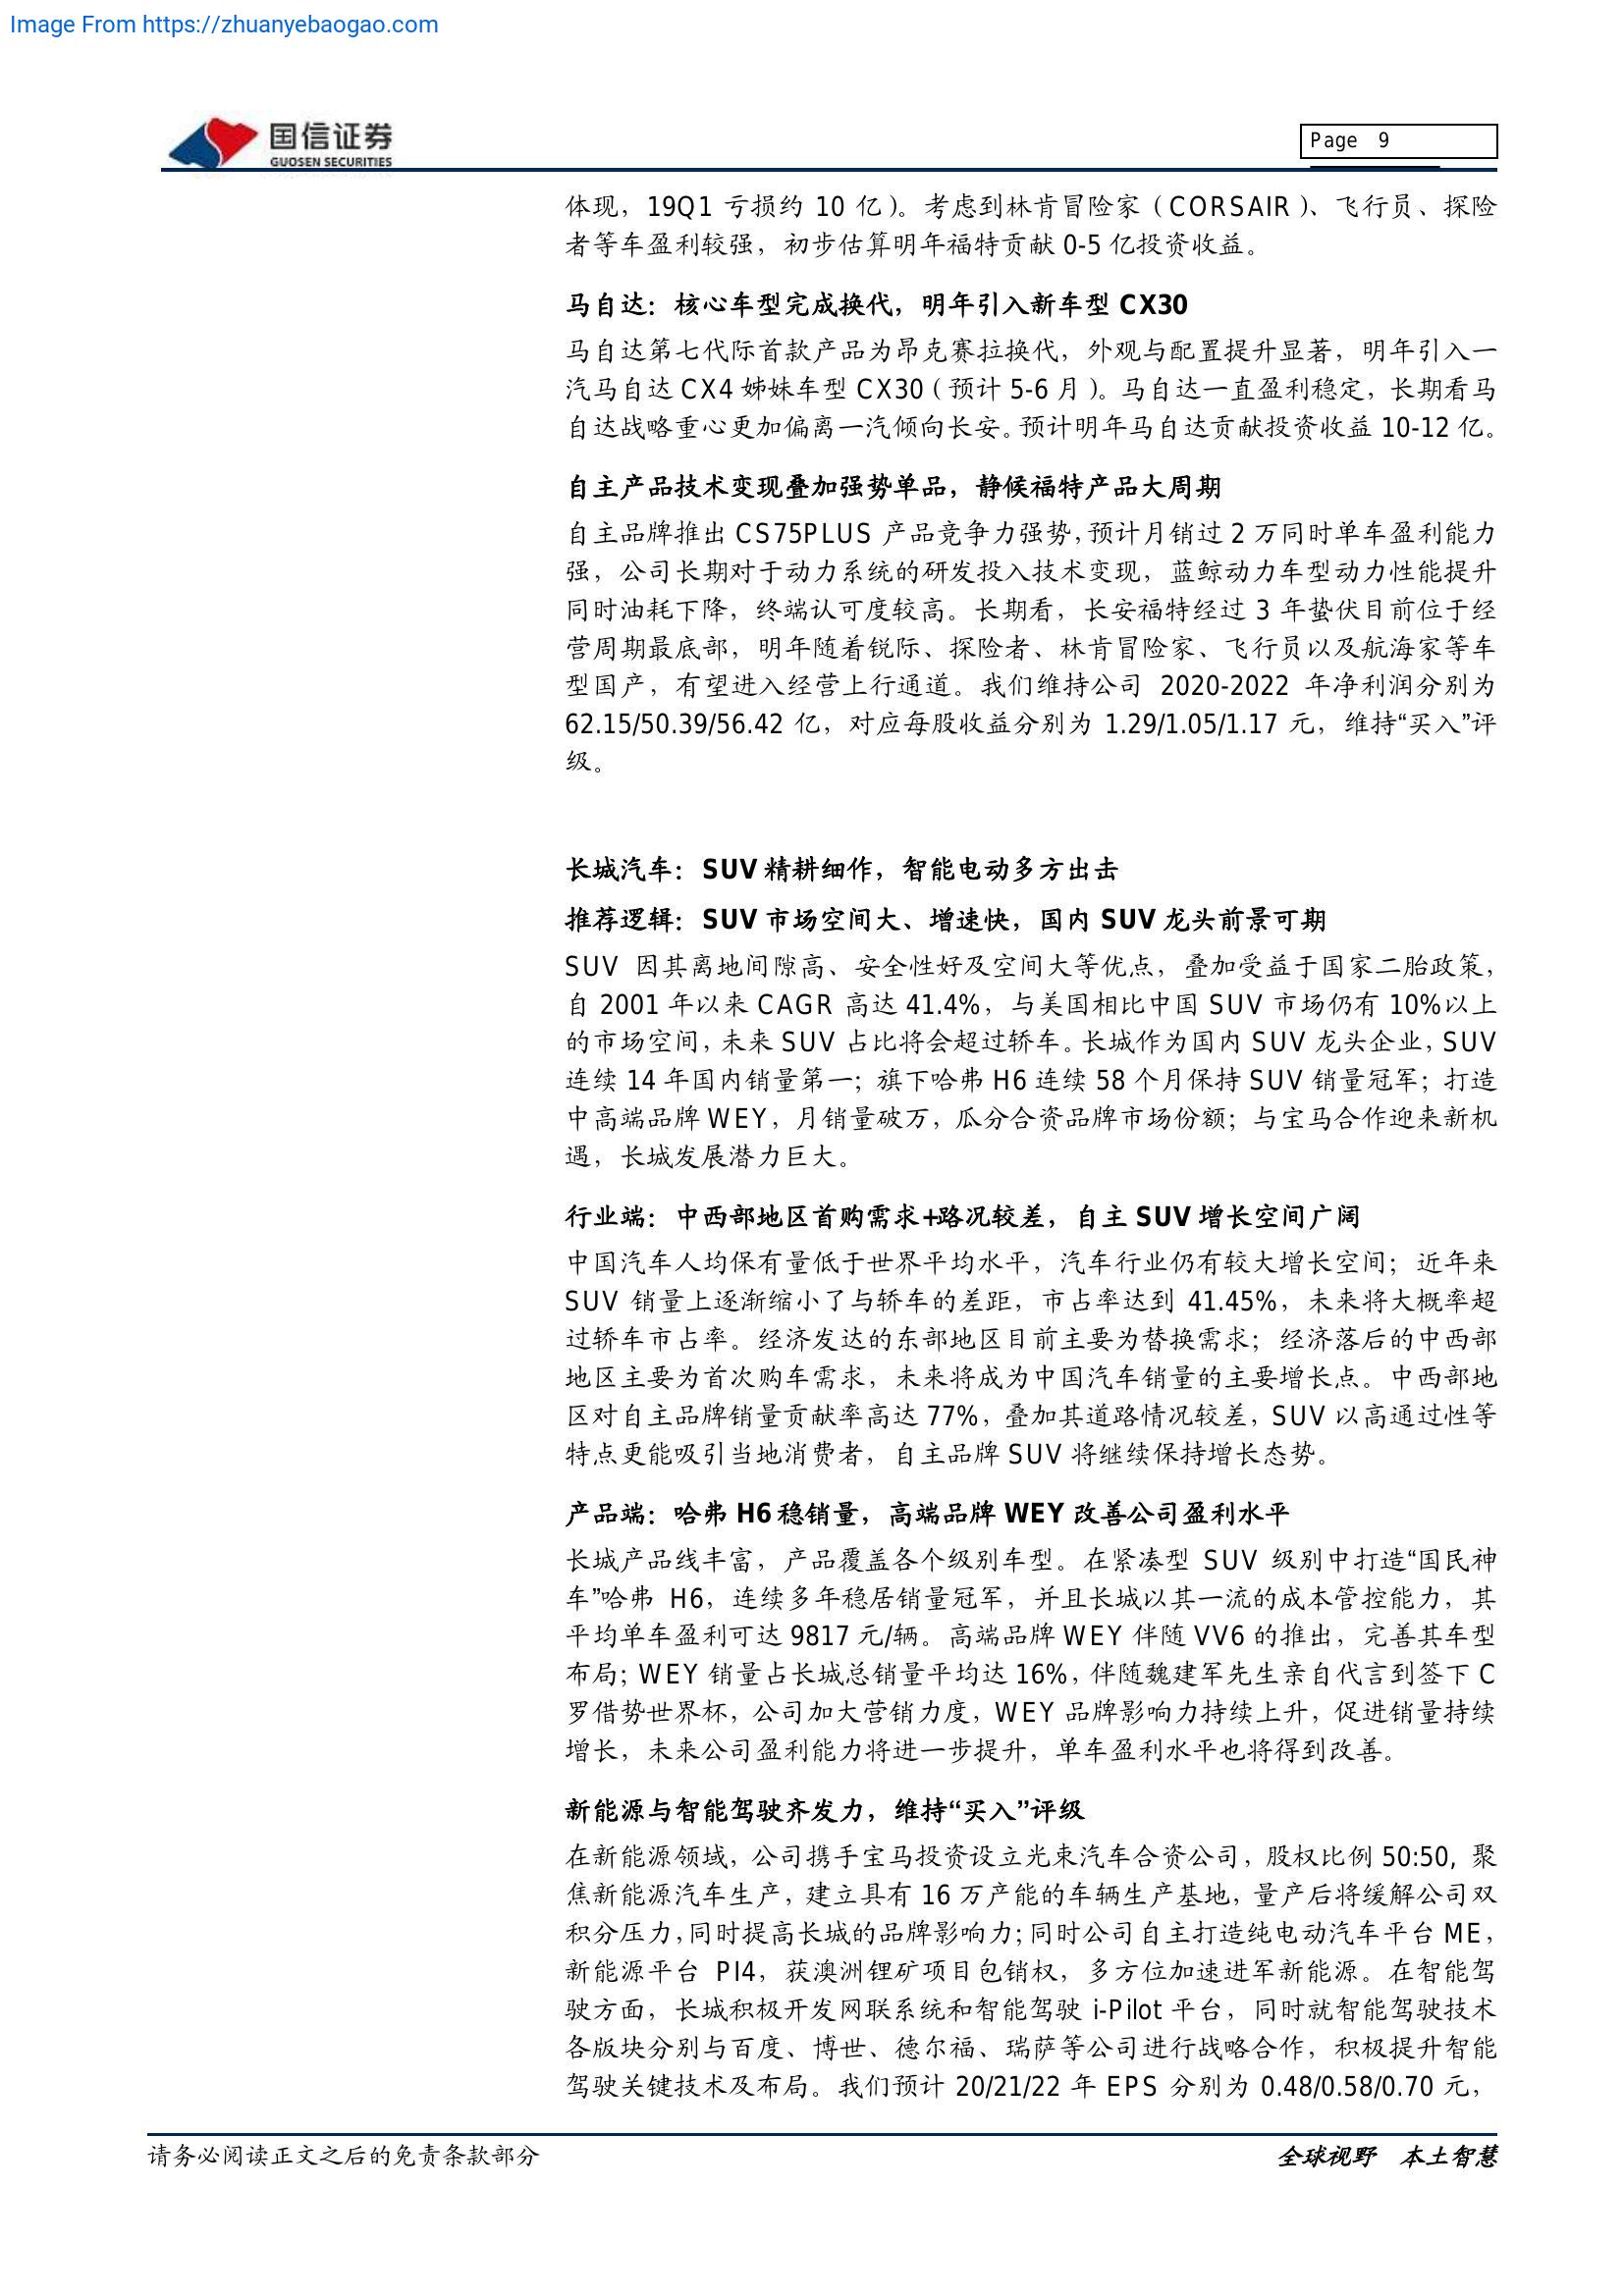 Image From https://zhuanyebaogao.com
国信证券
GUOSEN SECURITIES
Page 9
体现，19Q1 亏损约 10 亿）。考虑到林肯冒险家（CORSAIR）、飞行员、探险
者等车盈利较强，初步估算明年福特贡献 0-5 亿投资收益。
马自达：核心车型完成换代，明年引入新车型 CX30
马自达第七代际首款产品为昂克赛拉换代，外观与配置提升显著，明年引入一
汽马自达 CX4 姊妹车型 CX30（预计 5-6 月）。马自达一直盈利稳定，长期看马
自达战略重心更加偏离一汽倾向长安。预计明年马自达贡献投资收益 10-12 亿。
自主产品技术变现叠加强势单品，静候福特产品大周期
自主品牌推出 CS75PLUS 产品竞争力强势，预计月销过 2 万同时单车盈利能力
强，公司长期对于动力系统的研发投入技术变现，蓝鲸动力车型动力性能提升
同时油耗下降，终端认可度较高。长期看，长安福特经过 3 年蛰伏目前位于经
营周期最底部，明年随着锐际、探险者、林肯冒险家、飞行员以及航海家等车
型国产，有望进入经营上行通道。我们维持公司 2020-2022 年净利润分别为
62.15/50.39/56.42 亿，对应每股收益分别为 1.29/1.05/1.17 元，维持“买入”评
级。
长城汽车：SUV 精耕细作，智能电动多方出击
推荐逻辑：SUV 市场空间大、增速快，国内 SUV 龙头前景可期
SUV 因其离地间隙高、安全性好及空间大等优点，叠加受益于国家二胎政策，
自 2001 年以来 CAGR 高达 41.4%，与美国相比中国 SUV 市场仍有 10%以上
的市场空间，未来 SUV 占比将会超过轿车。长城作为国内 SUV 龙头企业，SUV
连续 14 年国内销量第一；旗下哈弗 H6 连续 58 个月保持 SUV 销量冠军；打造
中高端品牌 WEY，月销量破万，瓜分合资品牌市场份额；与宝马合作迎来新机
遇，长城发展潜力巨大。
行业端：中西部地区首购需求+路况较差，自主 SUV 增长空间广阔
中国汽车人均保有量低于世界平均水平，汽车行业仍有较大增长空间；近年来
SUV 销量上逐渐缩小了与轿车的差距，市占率达到 41.45%，未来将大概率超
过轿车市占率。经济发达的东部地区目前主要为替换需求；经济落后的中西部
地区主要为首次购车需求，未来将成为中国汽车销量的主要增长点。中西部地
区对自主品牌销量贡献率高达 77%，叠加其道路情况较差，SUV 以高通过性等
特点更能吸引当地消费者，自主品牌 SUV 将继续保持增长态势。
产品端：哈弗 H6 稳销量，高端品牌 WEY 改善公司盈利水平
长城产品线丰富，产品覆盖各个级别车型。在紧凑型 SUV 级别中打造“国民神
车”哈弗 H6，连续多年稳居销量冠军，并且长城以其一流的成本管控能力，其
平均单车盈利可达 9817 元/辆。高端品牌 WEY 伴随 VV6 的推出，完善其车型
布局；WEY 销量占长城总销量平均达 16%，伴随魏建军先生亲自代言到签下 C
罗借势世界杯，公司加大营销力度，WEY 品牌影响力持续上升，促进销量持续
增长，未来公司盈利能力将进一步提升，单车盈利水平也将得到改善。
新能源与智能驾驶齐发力，维持“买入”评级
在新能源领域，公司携手宝马投资设立光束汽车合资公司，股权比例 50:50，聚
焦新能源汽车生产，建立具有 16 万产能的车辆生产基地，量产后将缓解公司双
积分压力，同时提高长城的品牌影响力；同时公司自主打造纯电动汽车平台 ME，
新能源平台 PI4，获澳洲锂矿项目包销权，多方位加速进军新能源。在智能驾
驶方面，长城积极开发网联系统和智能驾驶 i-Pilot 平台，同时就智能驾驶技术
各版块分别与百度、博世、德尔福、瑞萨等公司进行战略合作，积极提升智能
驾驶关键技术及布局。我们预计 20/21/22 年 EPS 分别为 0.48/0.58/0.70 元，
请务必阅读正文之后的免责条款部分
全球视野 本土智慧